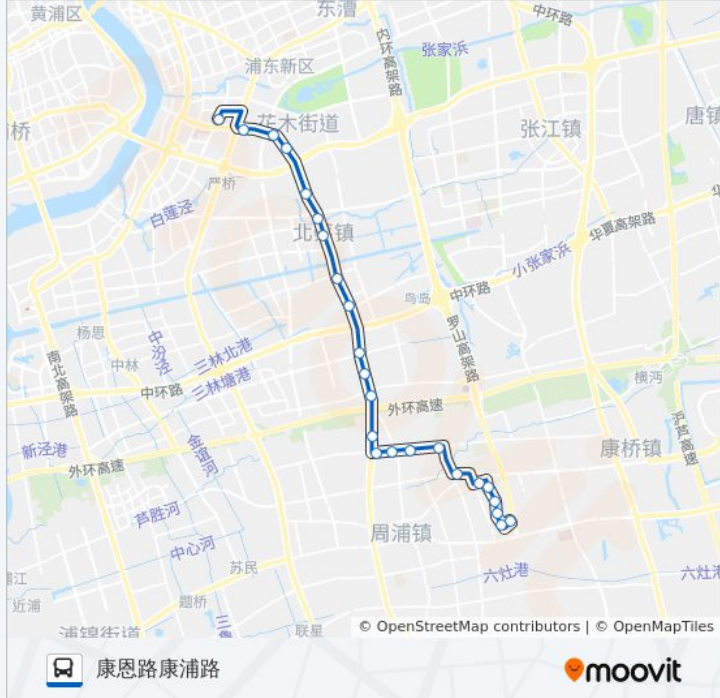 黄浦区
东漕
中环路
内环高架路
张家浜
浦东新区
花木街道
张江镇
唐镇
桥
严桥
白莲泾
北蔡镇
华夏高架路
小张家浜
中环路
鸟岛
罗山高架路
杨思
中汾泾
三林北港
中林
三林塘港
南北高架路
中环路
横沔
外环高速
新泾港
金谊河
外环高速
康桥镇
芦胜河
周浦镇
中心河
苏民
六灶港
六灶港
近浦
题桥
浦锦街道
联星
© OpenStreetMap contributors | © OpenMapTiles
康恩路康浦路
moovit